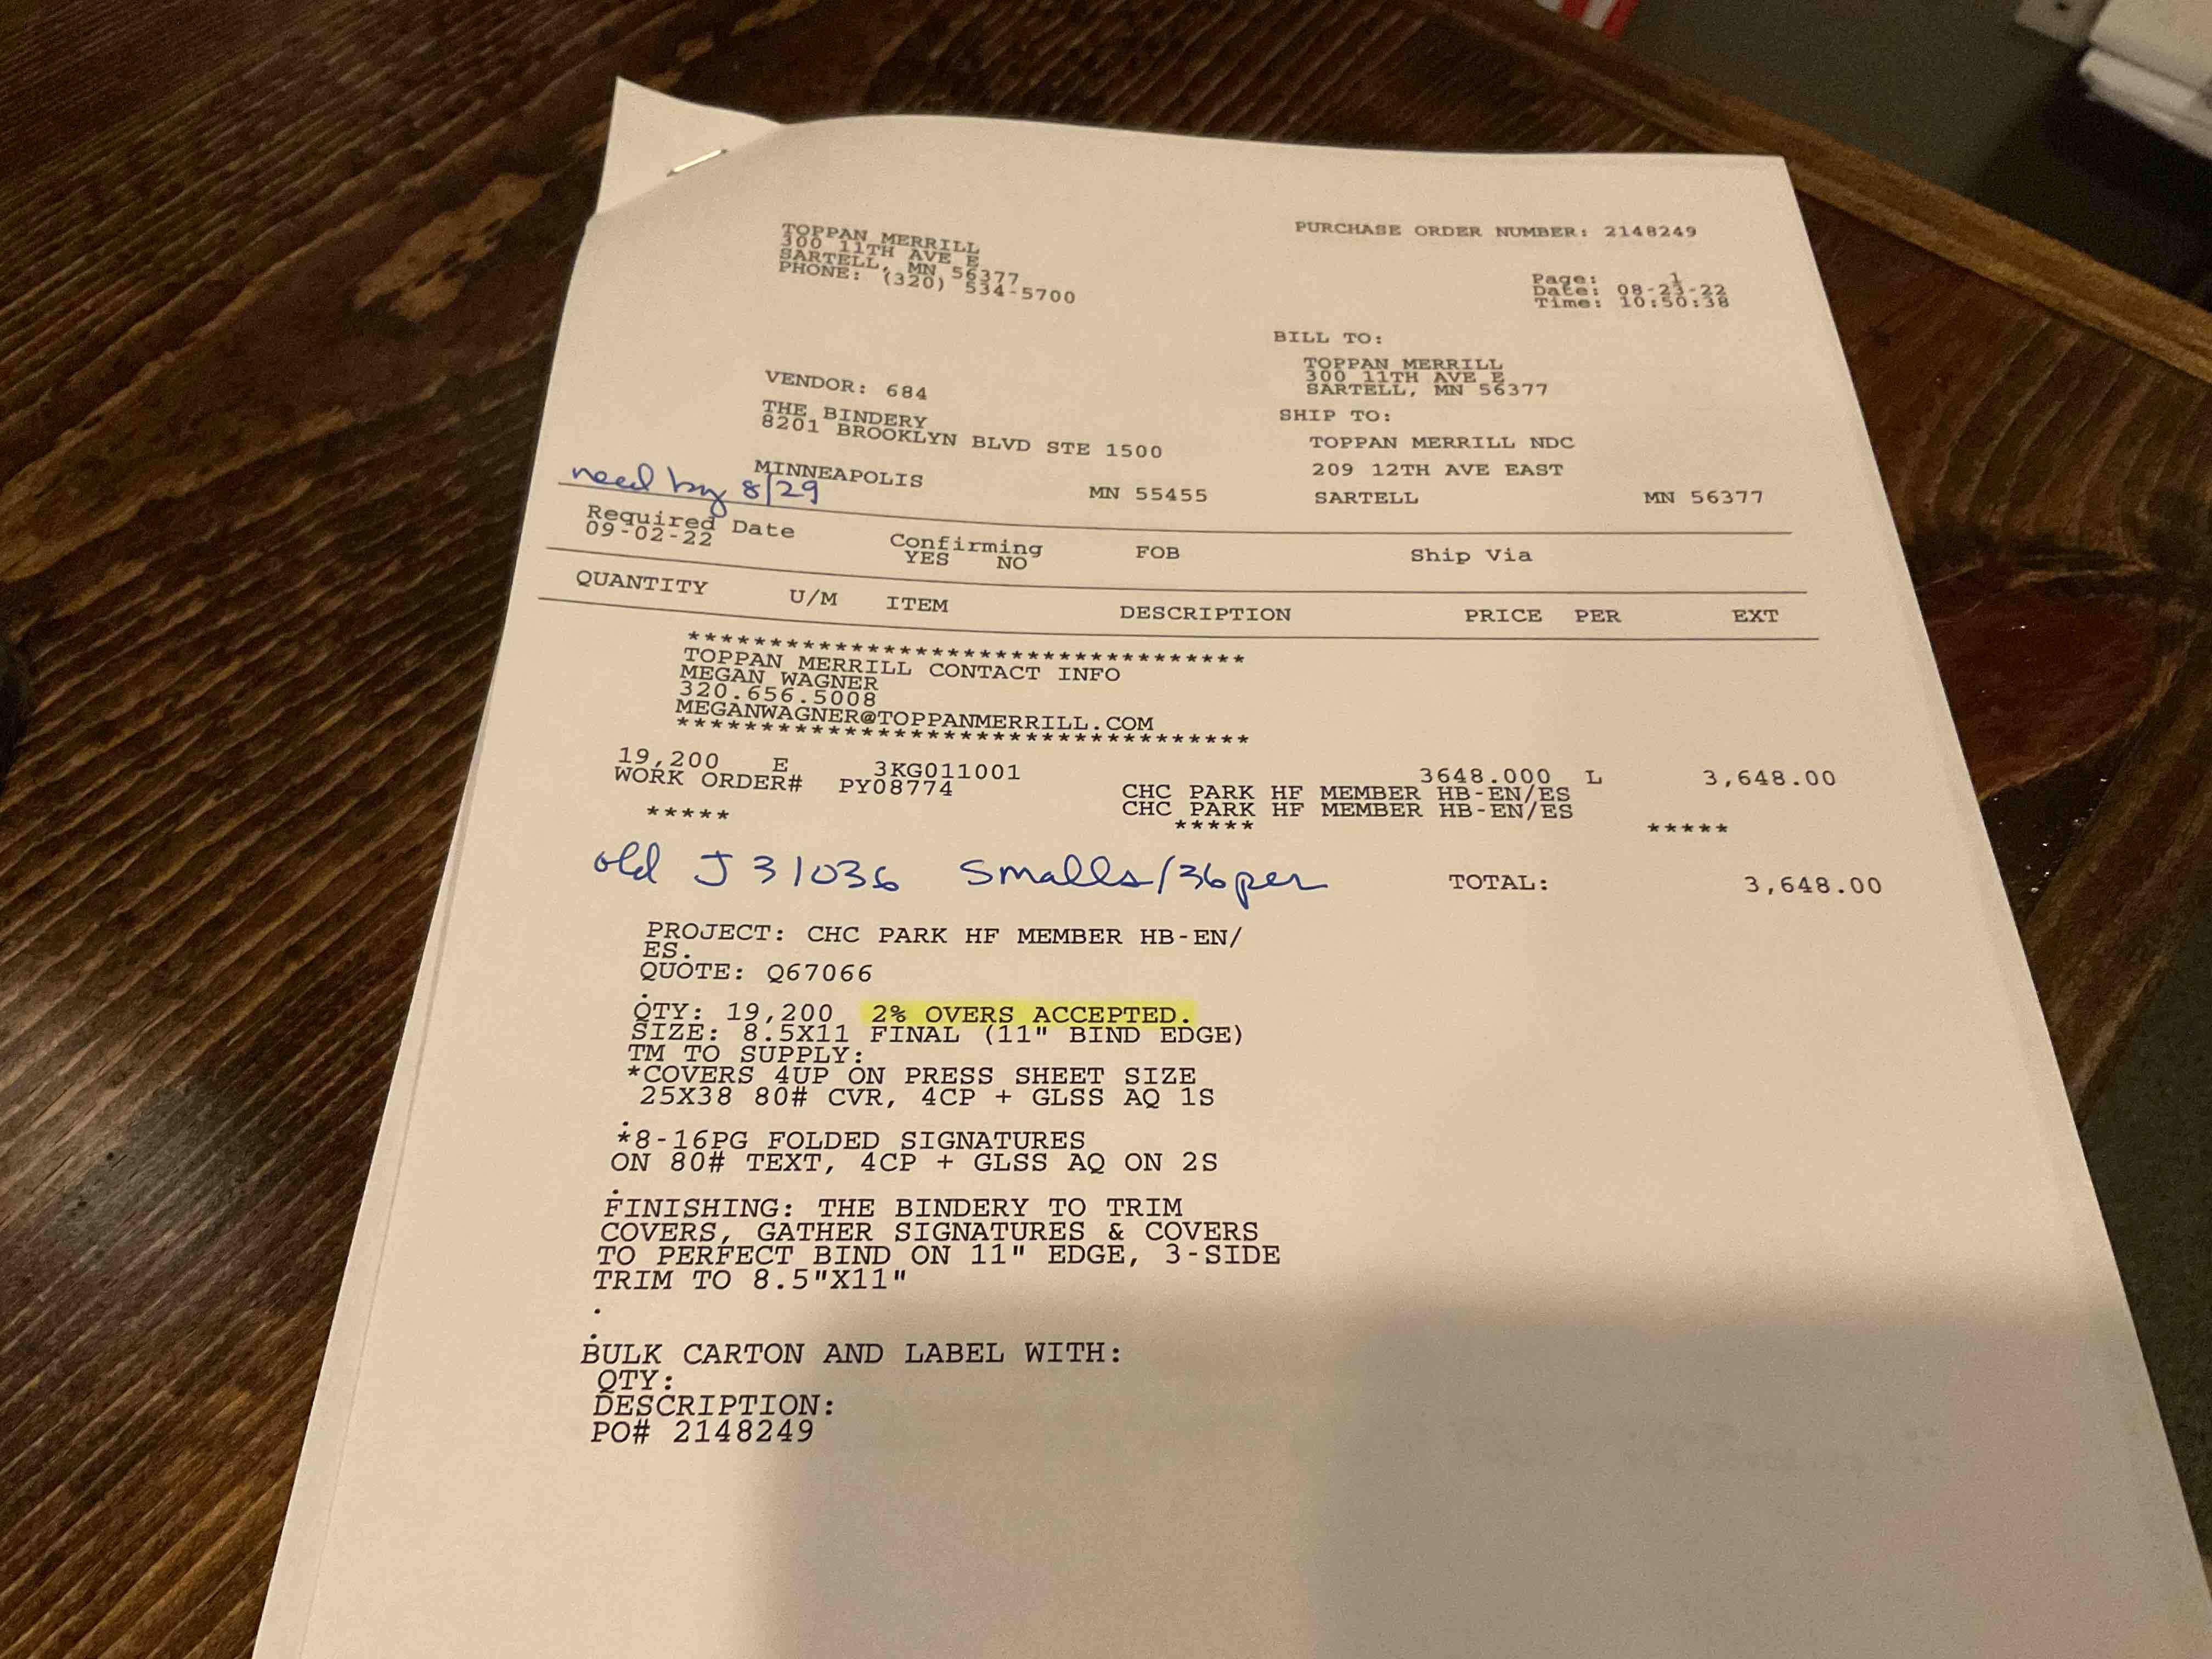 TOPPAN MERRILL
300 11TH AVE E
SARTELL, MN 56377
PHONE: (320) 534-5700
PURCHASE ORDER NUMBER: 2148249
Page: 1
Date: 08-23-22
Time: 10:50:38
BILL TO:
TOPPAN MERRILL
300 11TH AVE E
SARTELL, MN 56377
VENDOR: 684
THE BINDERY
8201 BROOKLYN BLVD STE 1500
MINNEAPOLIS MN 55455
SHIP TO:
TOPPAN MERRILL NDC
209 12TH AVE EAST
SARTELL MN 56377
need by 8/29
Required Date Confirming FOB Ship Via
09-02-22 YES NO
QUANTITY U/M ITEM DESCRIPTION PRICE PER EXT
**********************************
TOPPAN MERRILL CONTACT INFO
MEGAN WAGNER
320.656.5008
MEGANWAGNER@TOPPANMERRILL.COM
**********************************
19,200 E 3KG011001 3648.000 L 3,648.00
WORK ORDER# PY08774 CHC PARK HF MEMBER HB-EN/ES
CHC PARK HF MEMBER HB-EN/ES
***** ***** *****
old J31036 Smalls/36per
TOTAL: 3,648.00
PROJECT: CHC PARK HF MEMBER HB-EN/
ES.
QUOTE: Q67066
.
QTY: 19,200 2% OVERS ACCEPTED.
SIZE: 8.5X11 FINAL (11" BIND EDGE)
TM TO SUPPLY:
*COVERS 4UP ON PRESS SHEET SIZE
25X38 80# CVR, 4CP + GLSS AQ 1S
.
*8-16PG FOLDED SIGNATURES
ON 80# TEXT, 4CP + GLSS AQ ON 2S
.
FINISHING: THE BINDERY TO TRIM
COVERS, GATHER SIGNATURES & COVERS
TO PERFECT BIND ON 11" EDGE, 3-SIDE
TRIM TO 8.5"X11"
.
.
BULK CARTON AND LABEL WITH:
QTY:
DESCRIPTION:
PO# 2148249